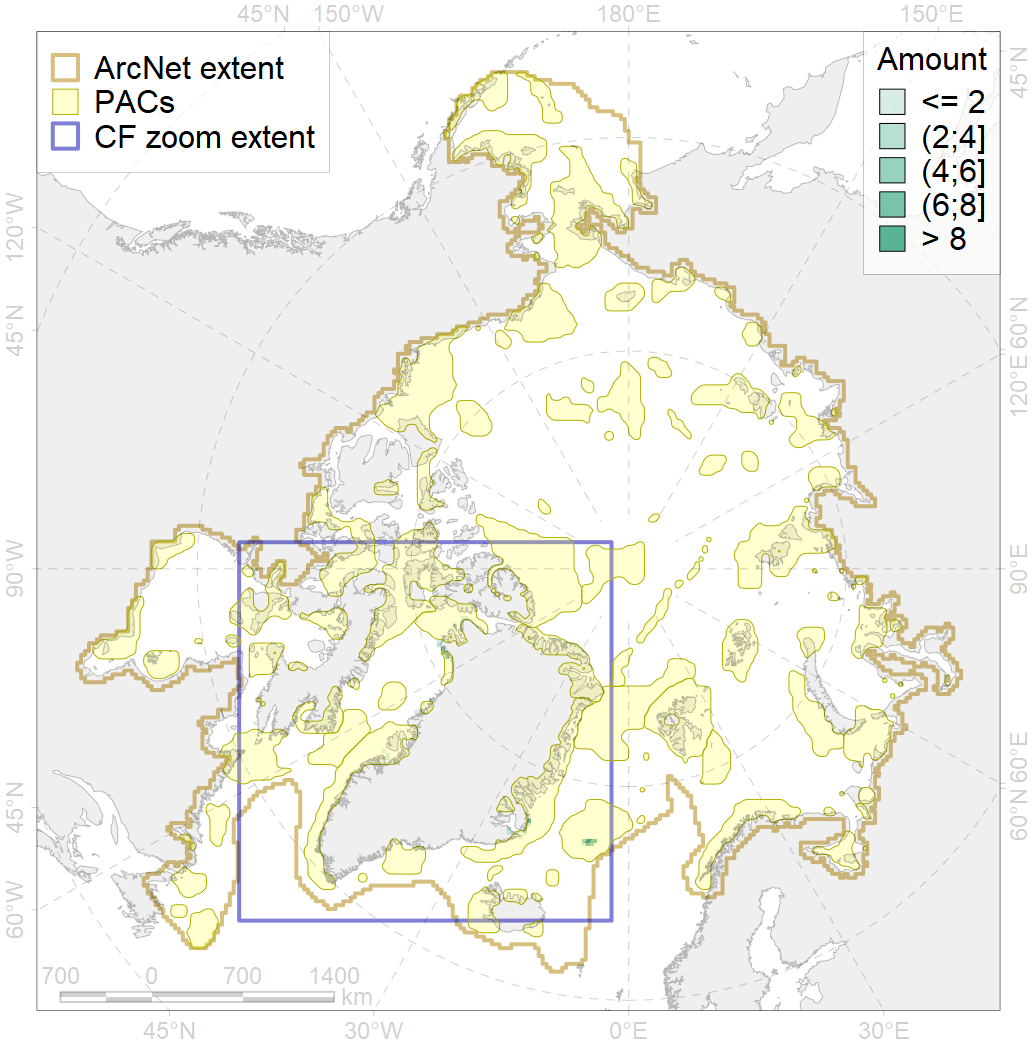 45°N 150°W 180°E 150°E
ArcNet extent
PACs
CF zoom extent
Amount
<= 2
(2;4]
(4;6]
(6;8]
> 8
45°N
120°W
45°N
90°W
45°N
60°W
60°N
120°E
90°E
60°E
60°N
700 0 700 1400
km
45°N 30°W 0°E 30°E